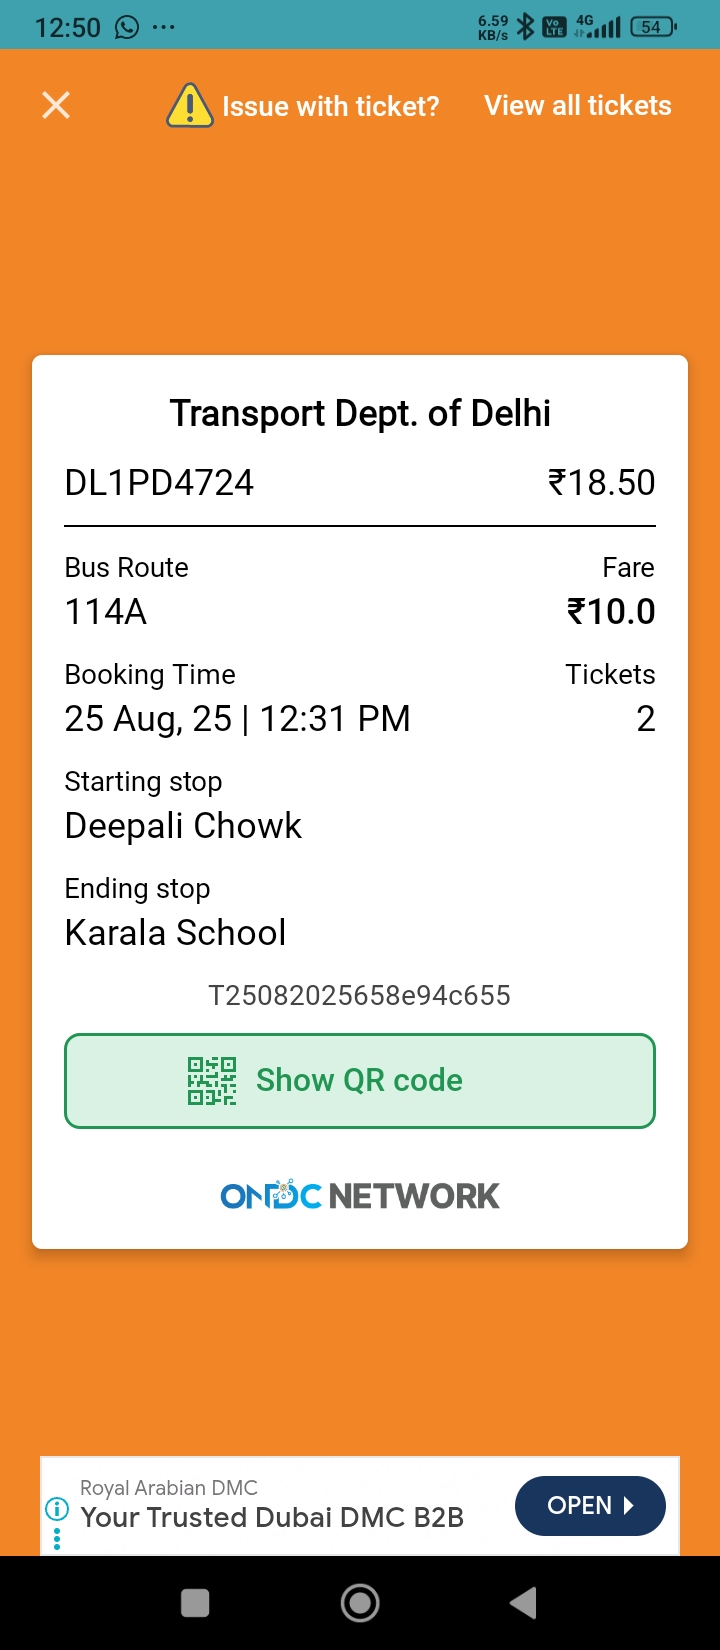 12:50 ... 6.59 KB/s Vo LTE 4G 54
Issue with ticket? View all tickets
Transport Dept. of Delhi
DL1PD4724 ₹18.50
Bus Route Fare
114A ₹10.0
Booking Time Tickets
25 Aug, 25 | 12:31 PM 2
Starting stop
Deepali Chowk
Ending stop
Karala School
T25082025658e94c655
Show QR code
ONDC NETWORK
Royal Arabian DMC
Your Trusted Dubai DMC B2B
OPEN